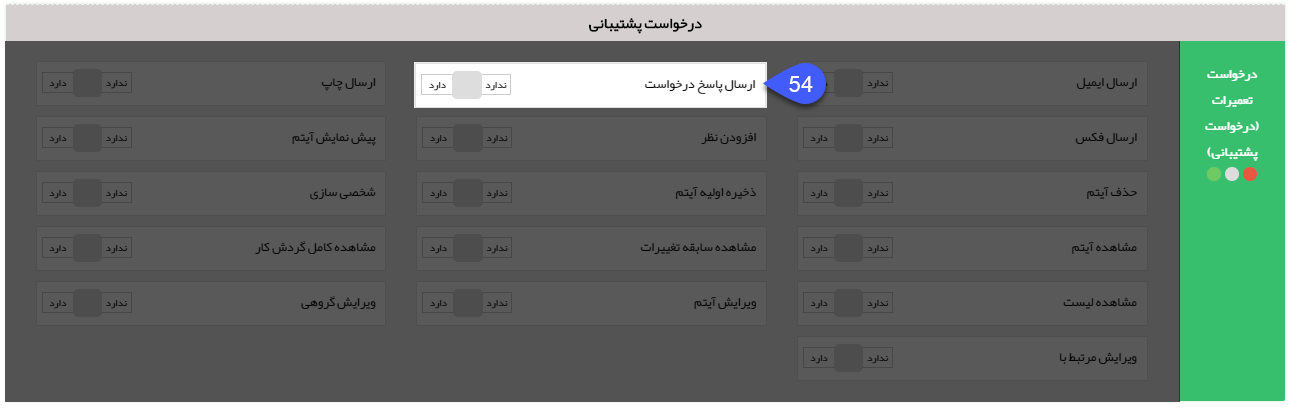 درخواست پشتیبانی
درخواست
تعمیرات
(درخواست
پشتیبانی)
ارسال ایمیل
ندارد
54
ارسال پاسخ درخواست
ندارد
دارد
ارسال چاپ
ندارد
دارد
ارسال فکس
ندارد
دارد
افزودن نظر
ندارد
دارد
پیش نمایش آیتم
ندارد
دارد
حذف آیتم
ندارد
دارد
ذخیره اولیه آیتم
ندارد
دارد
شخصی سازی
ندارد
دارد
مشاهده آیتم
ندارد
دارد
مشاهده سابقه تغییرات
ندارد
دارد
مشاهده کامل گردش کار
ندارد
دارد
مشاهده لیست
ندارد
دارد
ویرایش آیتم
ندارد
دارد
ویرایش گروهی
ندارد
دارد
ویرایش مرتبط با
ندارد
دارد